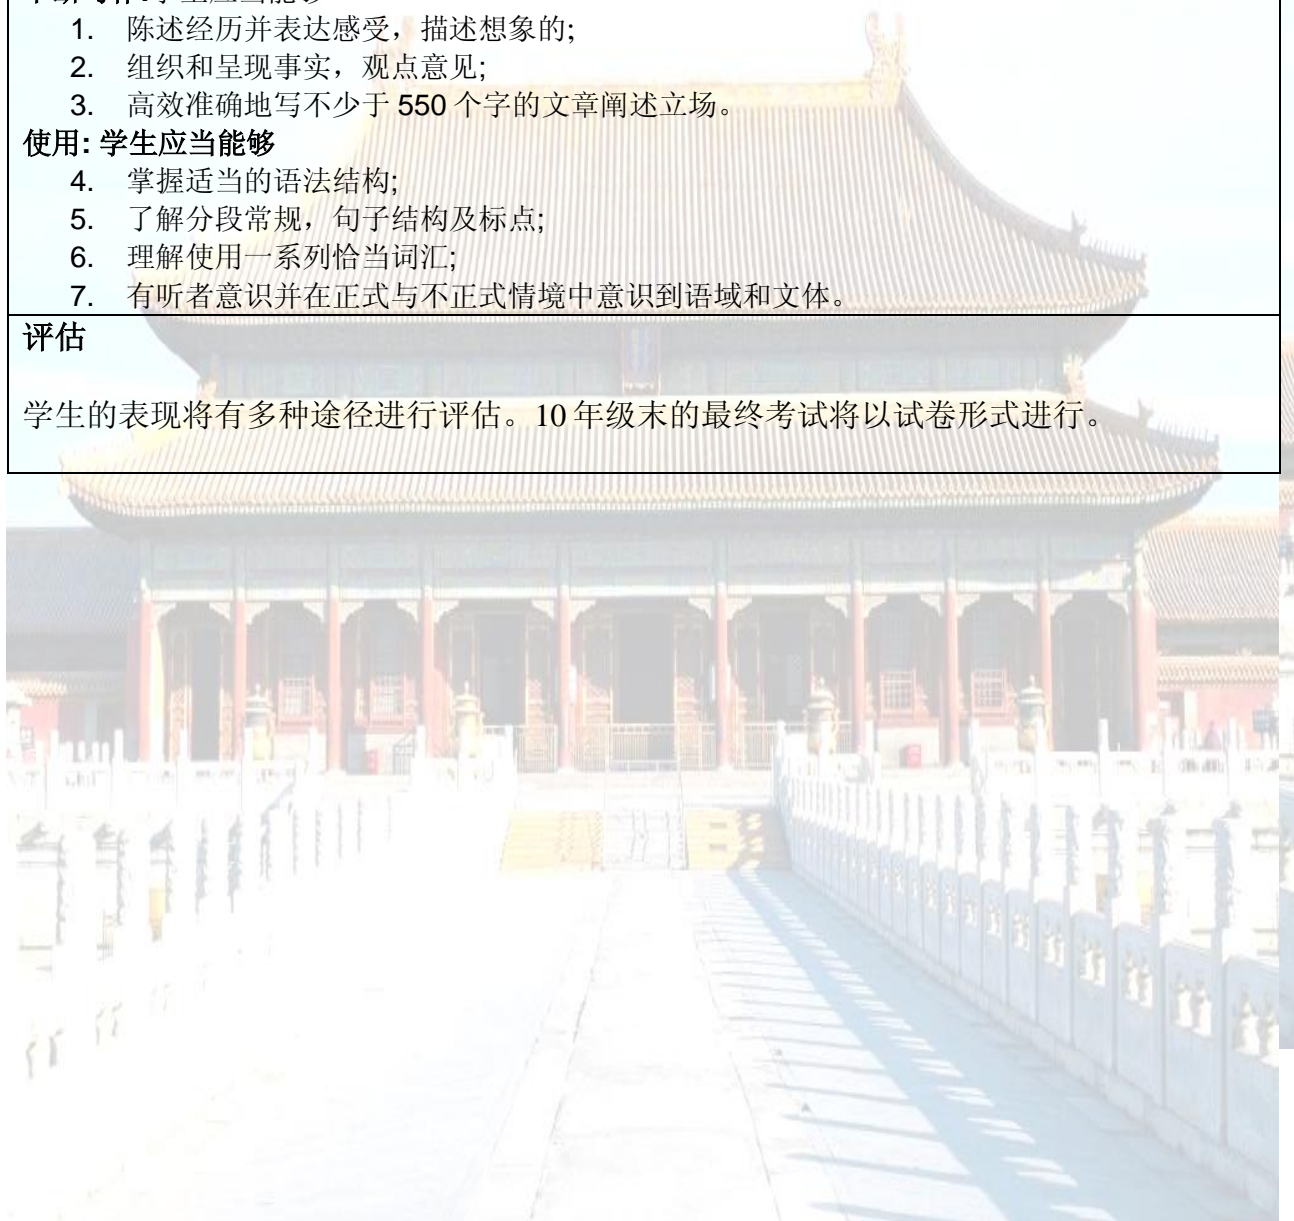 1. 陈述经历并表达感受，描述想象的;
2. 组织和呈现事实，观点意见;
3. 高效准确地写不少于 550 个字的文章阐述立场。
使用: 学生应当能够
4. 掌握适当的语法结构;
5. 了解分段常规，句子结构及标点;
6. 理解使用一系列恰当词汇;
7. 有听者意识并在正式与不正式情境中意识到语域和文体。
评估
学生的表现将有多种途径进行评估。10 年级末的最终考试将以试卷形式进行。